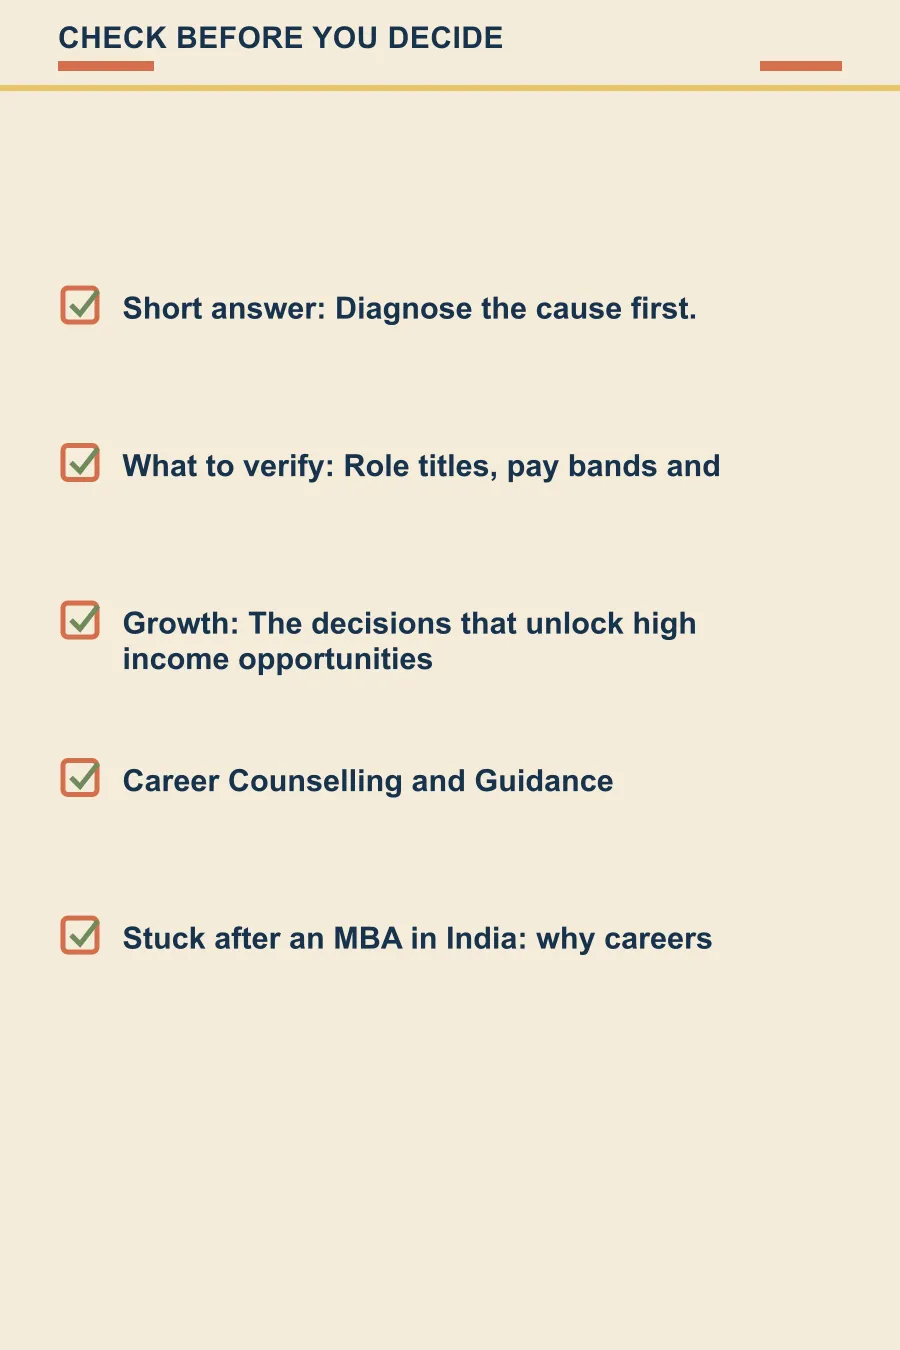 CHECK BEFORE YOU DECIDE
Short answer: Diagnose the cause first.
What to verify: Role titles, pay bands and
Growth: The decisions that unlock high
income opportunities
Career Counselling and Guidance
Stuck after an MBA in India: why careers